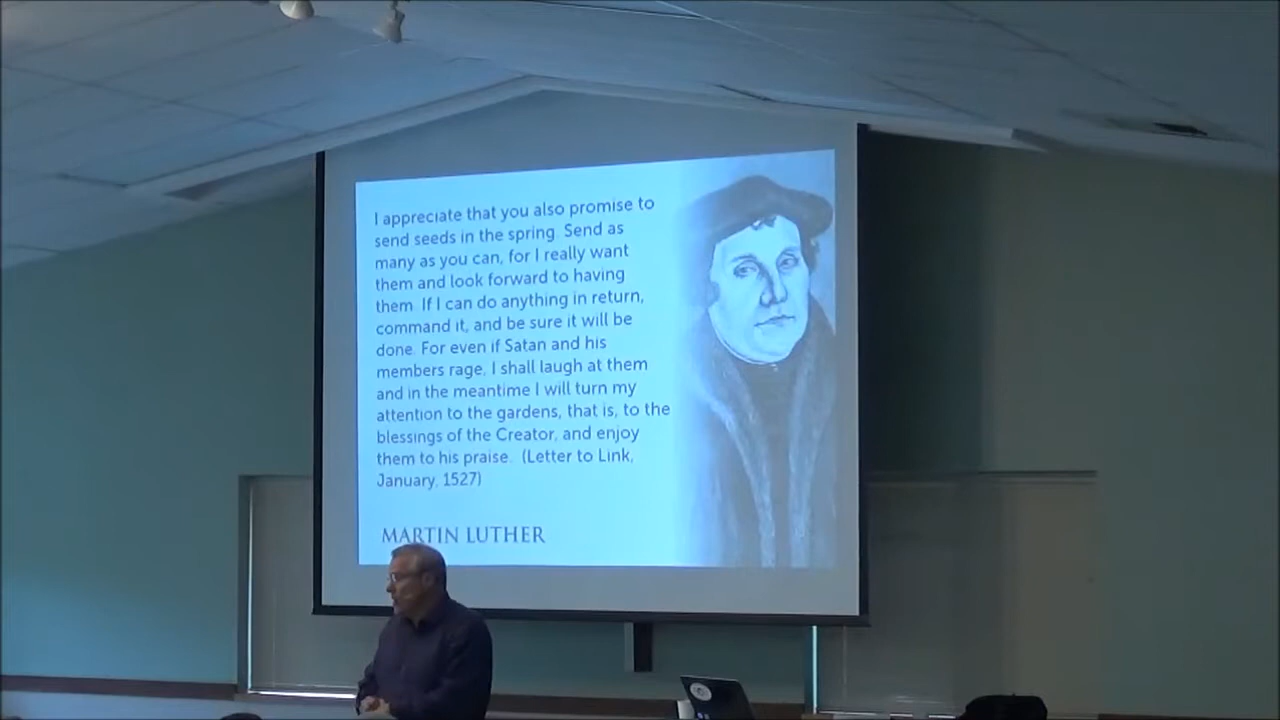 I appreciate that you also promise to
send seeds in the spring. Send as
many as you can, for I really want
them and look forward to having
them. If I can do anything in return,
command it, and be sure it will be
done. For even if Satan and his
members rage, I shall laugh at them
and in the meantime I will turn my
attention to the gardens, that is, to the
blessings of the Creator, and enjoy
them to his praise. (Letter to Link,
January, 1527)
MARTIN LUTHER